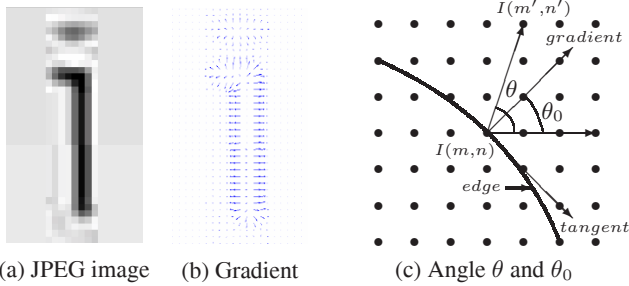 I(m′,n′)
gradient
θ
θ₀
I(m,n)
edge
tangent
(a) JPEG image (b) Gradient (c) Angle θ and θ₀